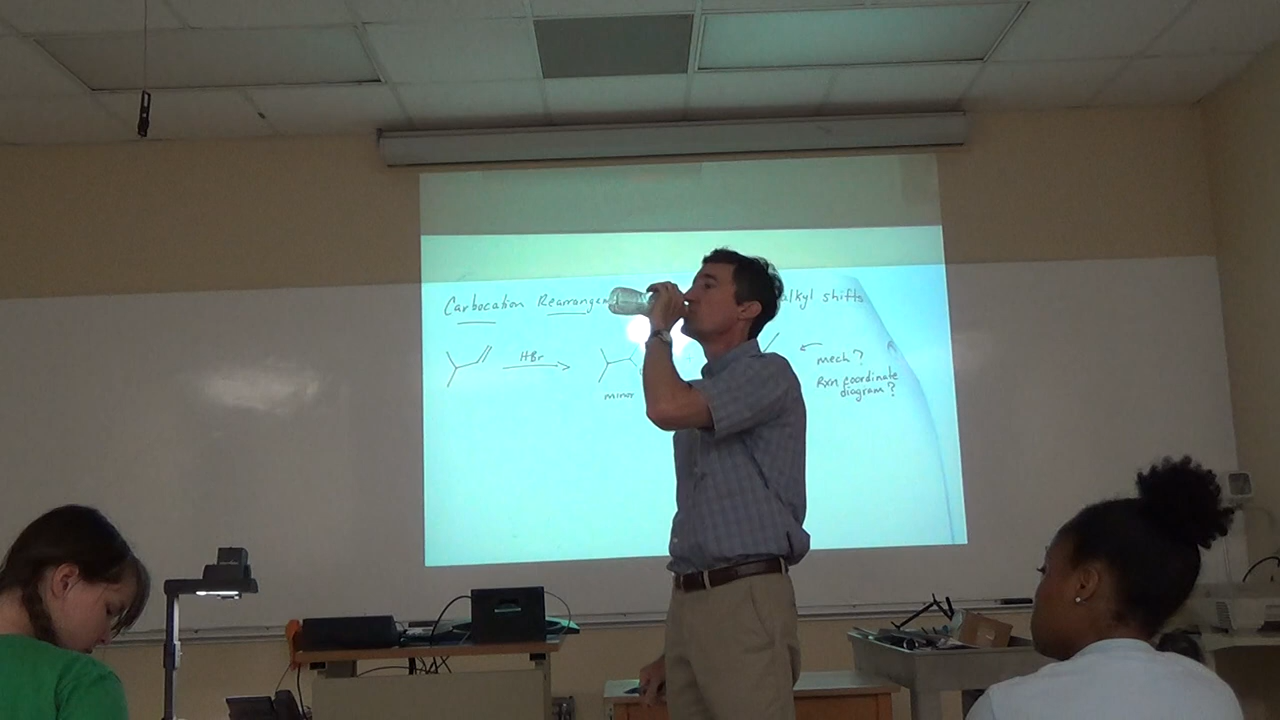 Carbocation Rearrangem alkyl shifts
HBr
minor
mech?
Rxn coordinate
diagram?